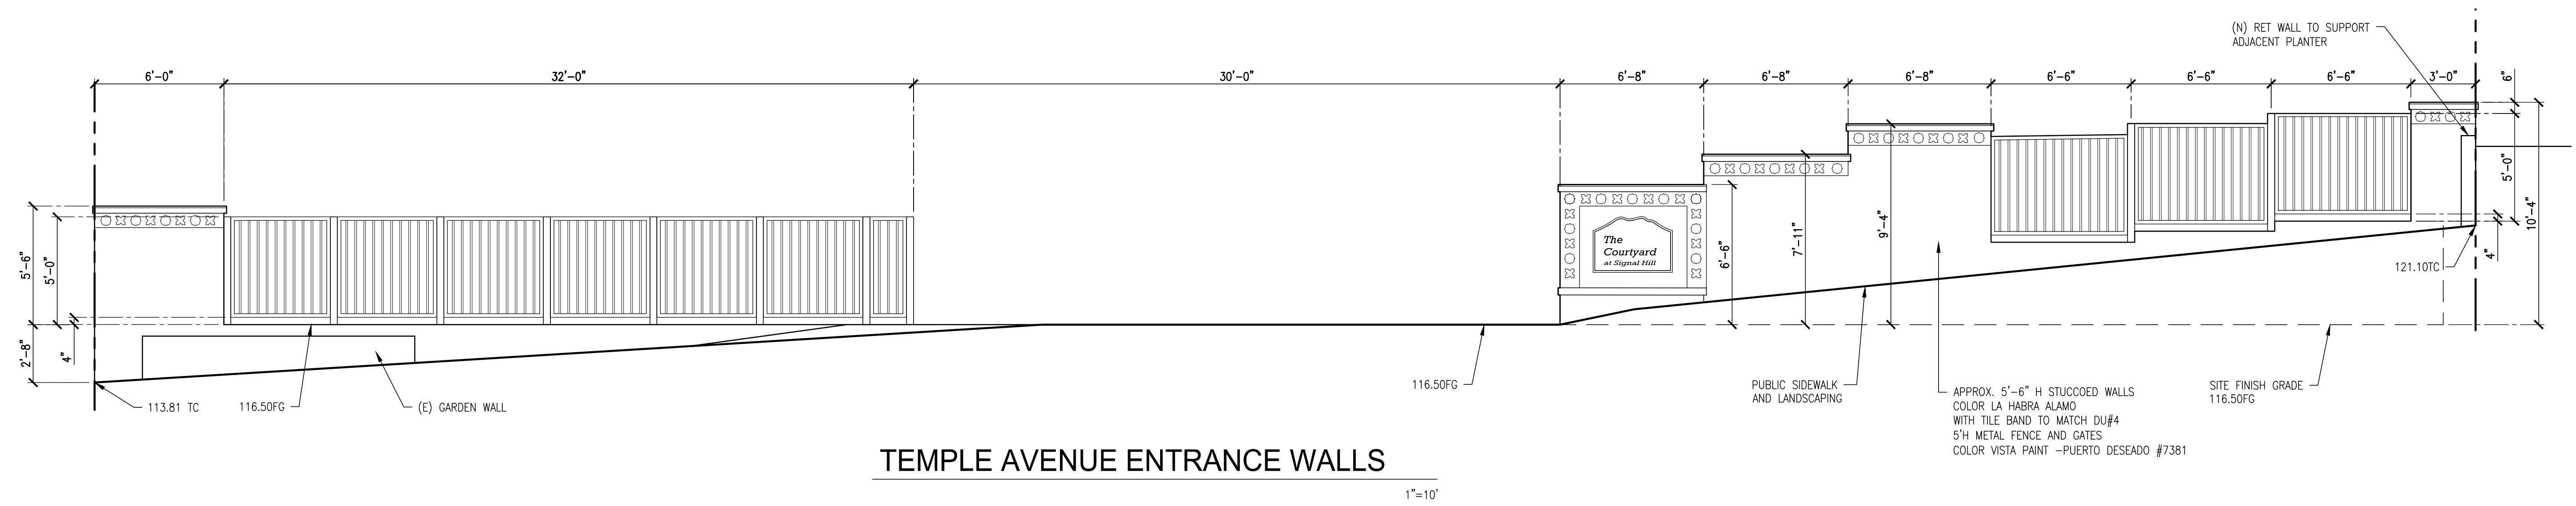 (N) RET WALL TO SUPPORT
ADJACENT PLANTER
6'-0"
32'-0"
30'-0"
6'-8"
6'-8"
6'-8"
6'-6"
6'-6"
6'-6"
3'-0"
6"
5'-6"
5'-0"
2'-8"
4"
The
Courtyard
at Signal Hill
6'-6"
7'-11"
9'-4"
5'-0"
10'-4"
4"
121.10TC
113.81 TC
116.50FG
(E) GARDEN WALL
116.50FG
PUBLIC SIDEWALK
AND LANDSCAPING
APPROX. 5'-6" H STUCCOED WALLS
COLOR LA HABRA ALAMO
WITH TILE BAND TO MATCH DU#4
5'H METAL FENCE AND GATES
COLOR VISTA PAINT -PUERTO DESEADO #7381
SITE FINISH GRADE
116.50FG
TEMPLE AVENUE ENTRANCE WALLS
1"=10'